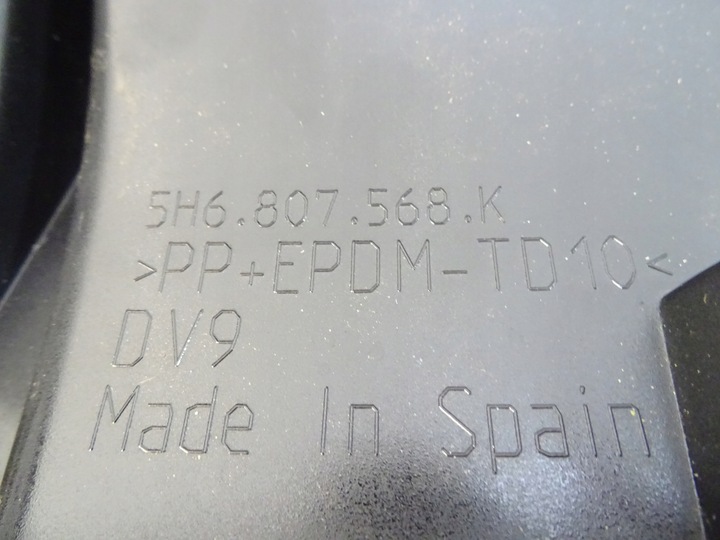 5H6.807.568.K
>PP+EPDM-TD10<
DV9
Made In Spain